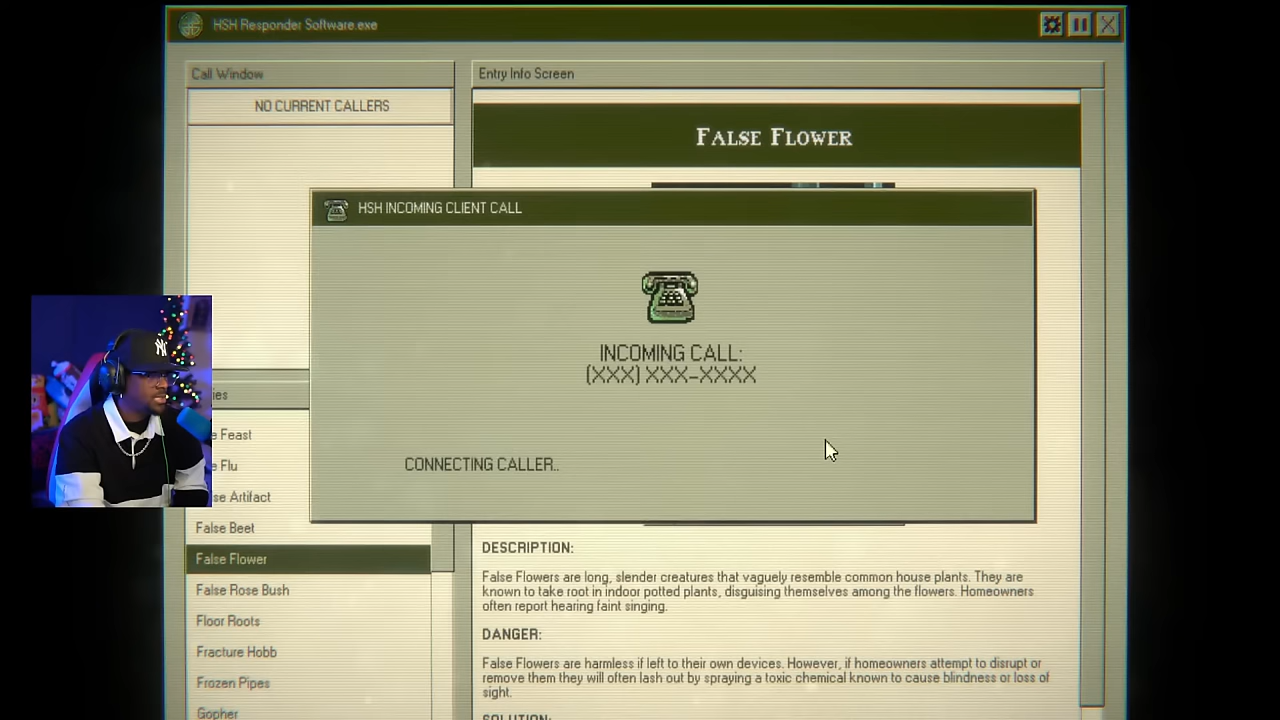 HSH Responder Software.exe
Call Window
NO CURRENT CALLERS
Entry Info Screen
FALSE FLOWER
HSH INCOMING CLIENT CALL
INCOMING CALL:
(XXX) XXX-XXXX
CONNECTING CALLER..
False Beet
False Flower
False Rose Bush
Floor Roots
Fracture Hobb
Frozen Pipes
Gopher
DESCRIPTION:
False Flowers are long, slender creatures that vaguely resemble common house plants. They are
known to take root in indoor potted plants, disguising themselves among the flowers. Homeowners
often report hearing faint singing.
DANGER:
False Flowers are harmless if left to their own devices. However, if homeowners attempt to disrupt or
remove them they will often lash out by spraying a toxic chemical known to cause blindness or loss of
sight.
SOLUTION: